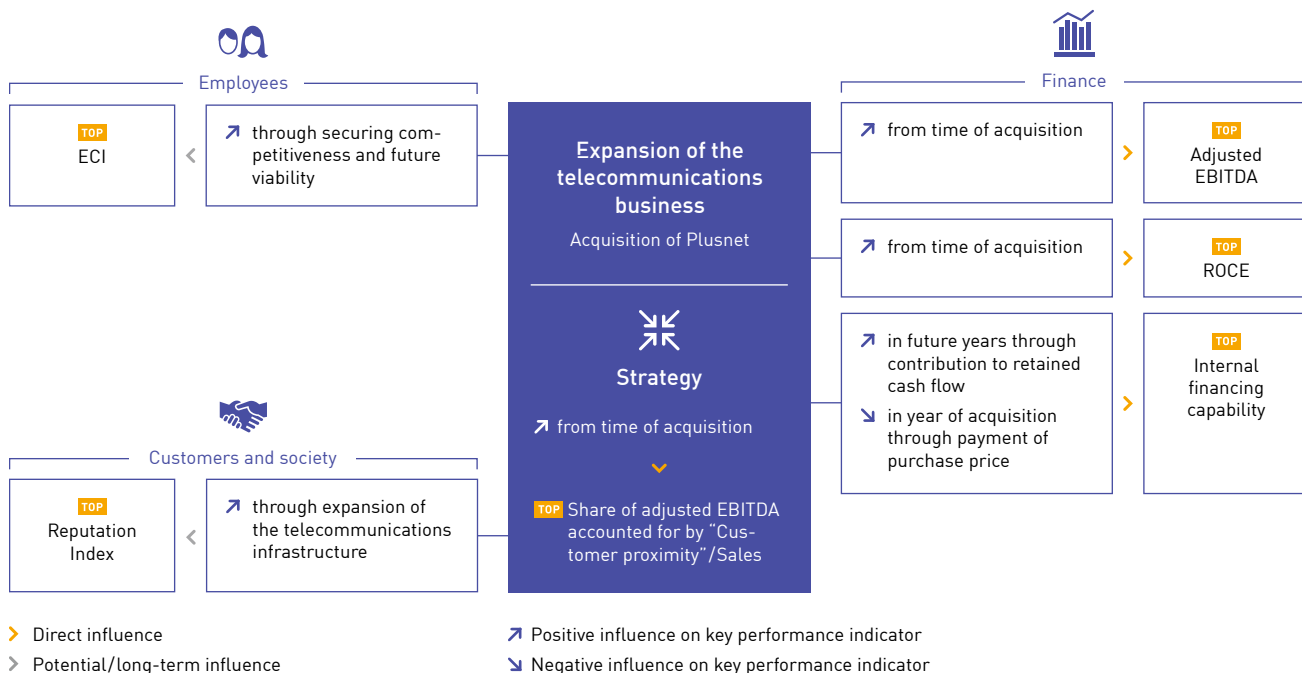 Employees
TOP
ECI
through securing com-
petitiveness and future
viability
Customers and society
TOP
Reputation
Index
through expansion of
the telecommunications
infrastructure
Expansion of the
telecommunications
business
Acquisition of Plusnet
Strategy
from time of acquisition
TOP Share of adjusted EBITDA
accounted for by “Cus-
tomer proximity”/Sales
Finance
from time of acquisition
TOP
Adjusted
EBITDA
from time of acquisition
TOP
ROCE
in future years through
contribution to retained
cash flow
in year of acquisition
through payment of
purchase price
TOP
Internal
financing
capability
Direct influence
Potential/long-term influence
Positive influence on key performance indicator
Negative influence on key performance indicator